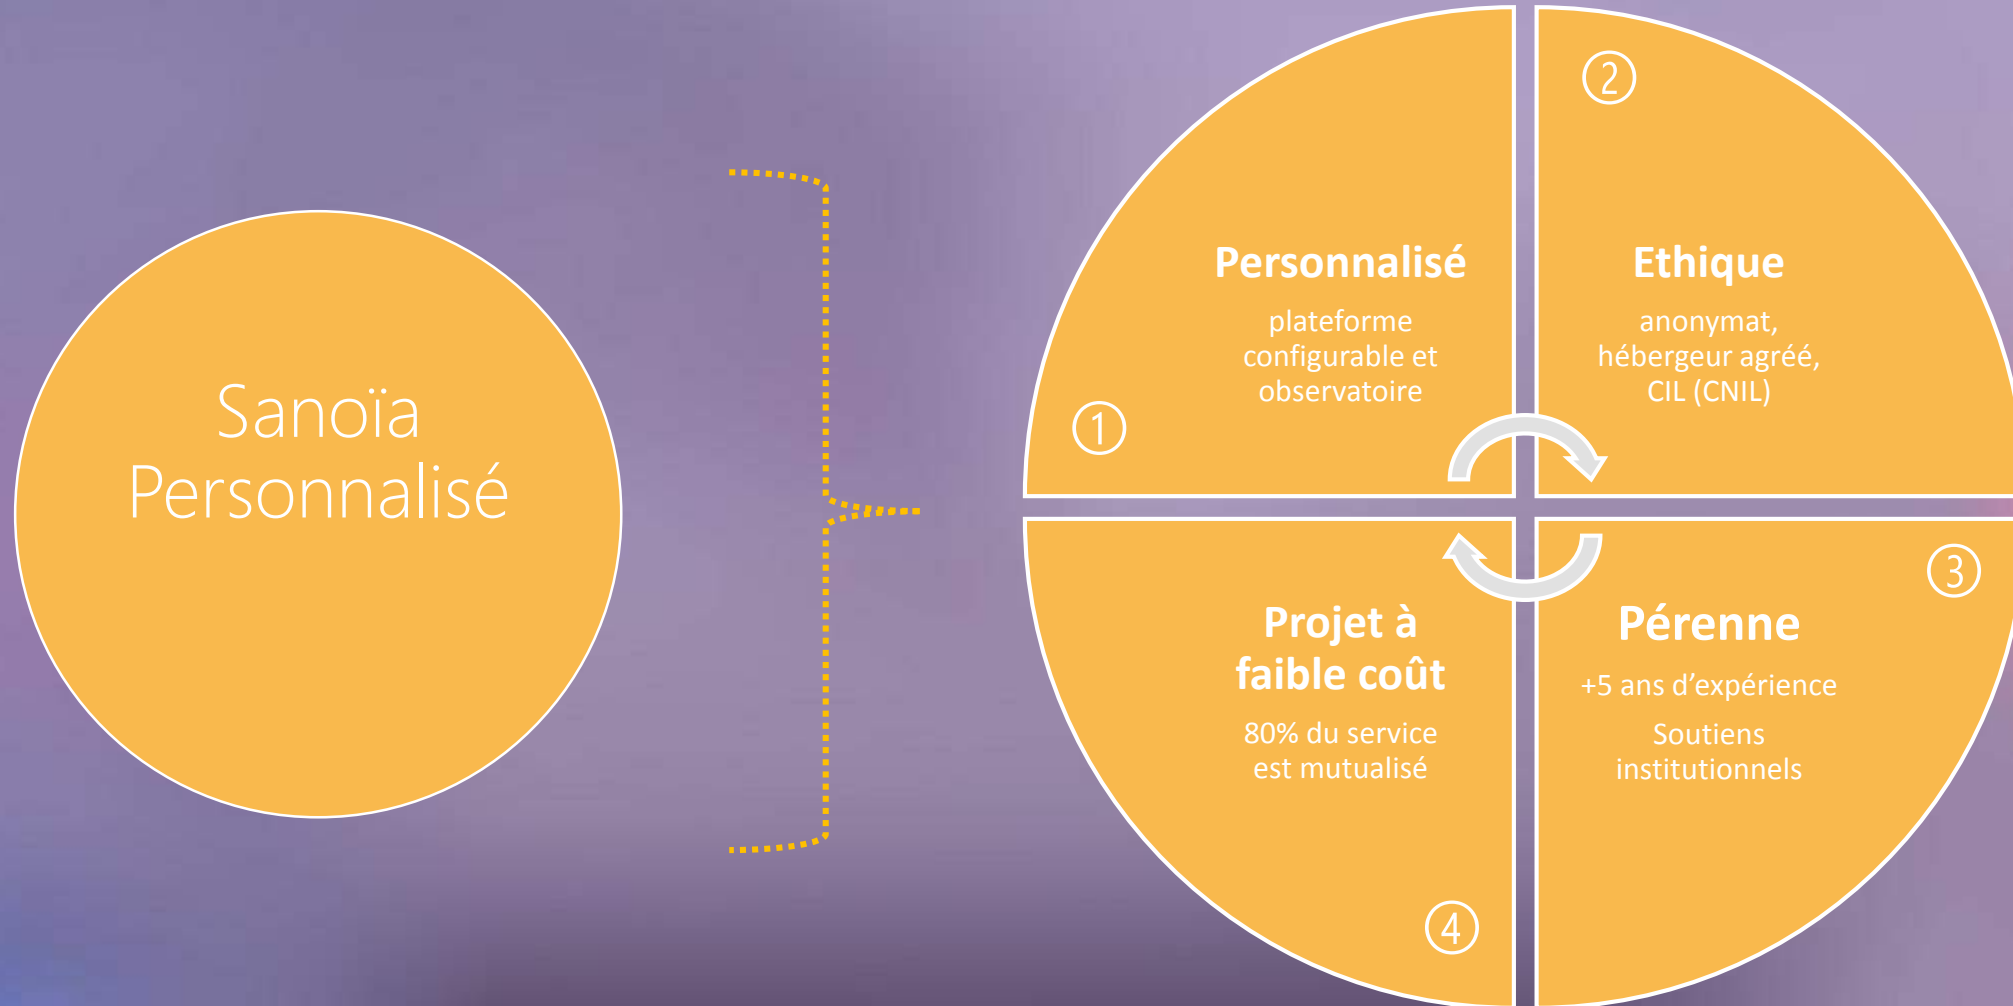 Sanoïa
Personnalisé
①
Personnalisé
plateforme
configurable et
observatoire
②
Ethique
anonymat,
hébergeur agréé,
CIL (CNIL)
③
Pérenne
+5 ans d’expérience
Soutiens
institutionnels
Projet à
faible coût
80% du service
est mutualisé
④